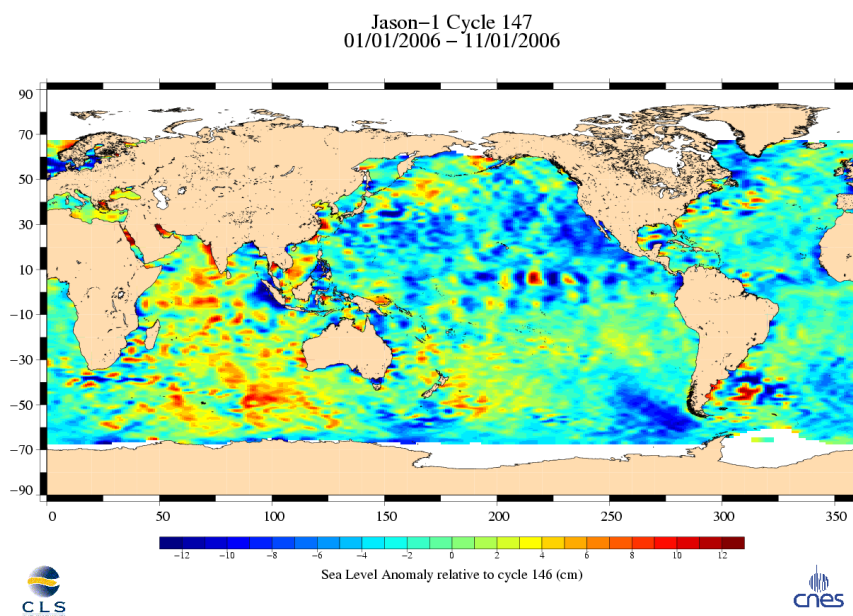 Jason−1 Cycle 147
01/01/2006 − 11/01/2006
90
70
50
30
10
−10
−30
−50
−70
−90
0 50 100 150 200 250 300 350
−12 −10 −8 −6 −4 −2 0 2 4 6 8 10 12
Sea Level Anomaly relative to cycle 146 (cm)
CLS
cnes